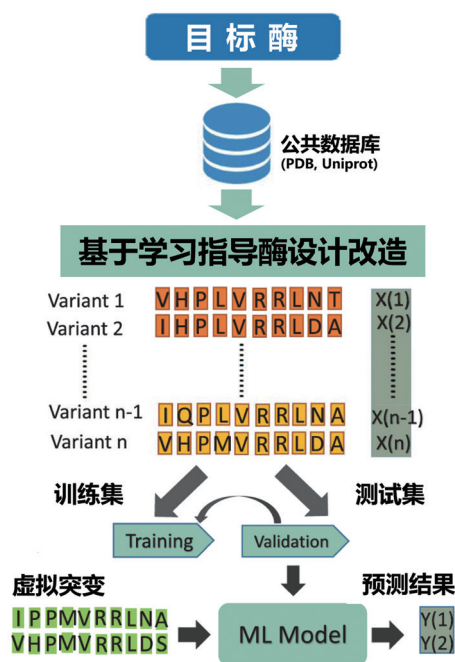 目标酶
公共数据库
(PDB, Uniprot)
基于学习指导酶设计改造
Variant 1 VHPLVRRLNT X(1)
Variant 2 IHPLVRRLDA X(2)
Variant n-1 IQPLVRRLNA X(n-1)
Variant n VHPMVRRLDA X(n)
训练集 测试集
Training Validation
虚拟突变 预测结果
IPPMVRRLNA ML Model Y(1)
VHPMVRRLDS Y(2)